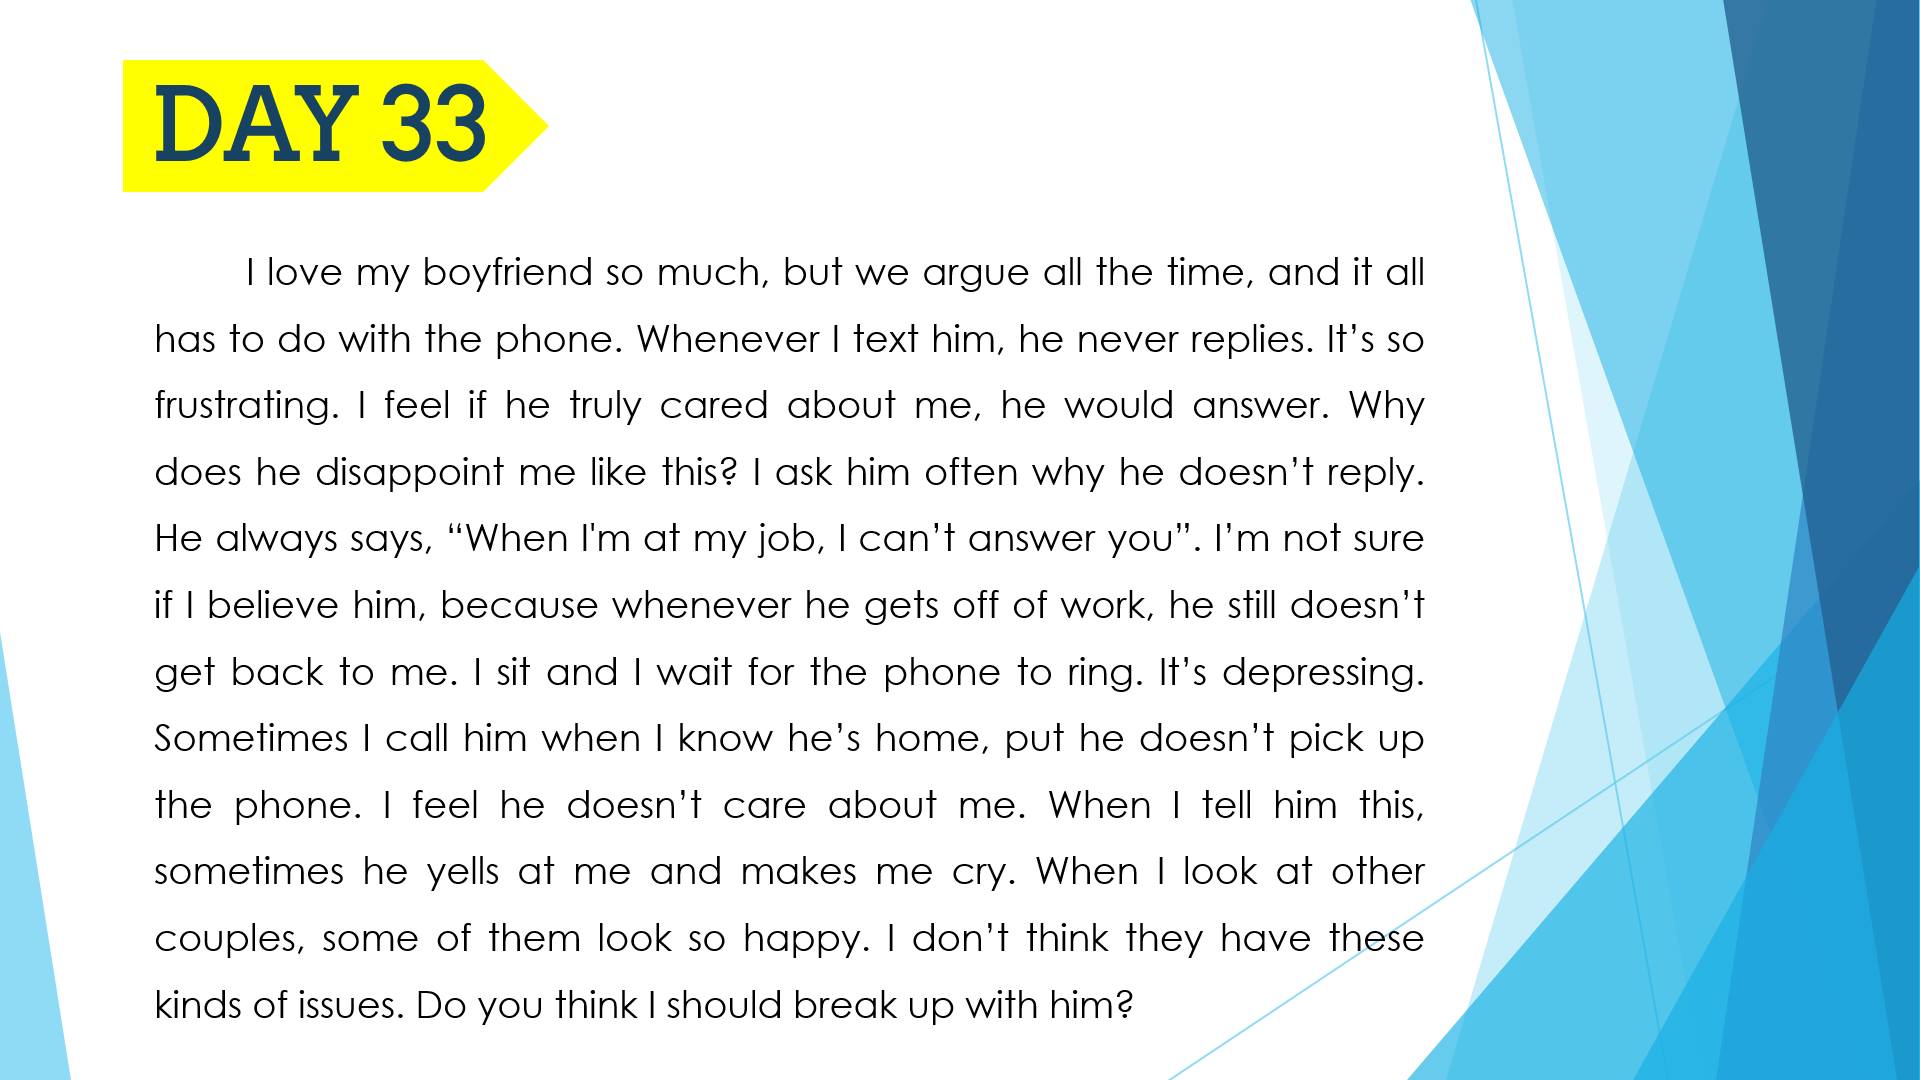 DAY 33
I love my boyfriend so much, but we argue all the time, and it all
has to do with the phone. Whenever I text him, he never replies. It’s so
frustrating. I feel if he truly cared about me, he would answer. Why
does he disappoint me like this? I ask him often why he doesn’t reply.
He always says, “When I'm at my job, I can’t answer you”. I’m not sure
if I believe him, because whenever he gets off of work, he still doesn’t
get back to me. I sit and I wait for the phone to ring. It’s depressing.
Sometimes I call him when I know he’s home, put he doesn’t pick up
the phone. I feel he doesn’t care about me. When I tell him this,
sometimes he yells at me and makes me cry. When I look at other
couples, some of them look so happy. I don’t think they have these
kinds of issues. Do you think I should break up with him?